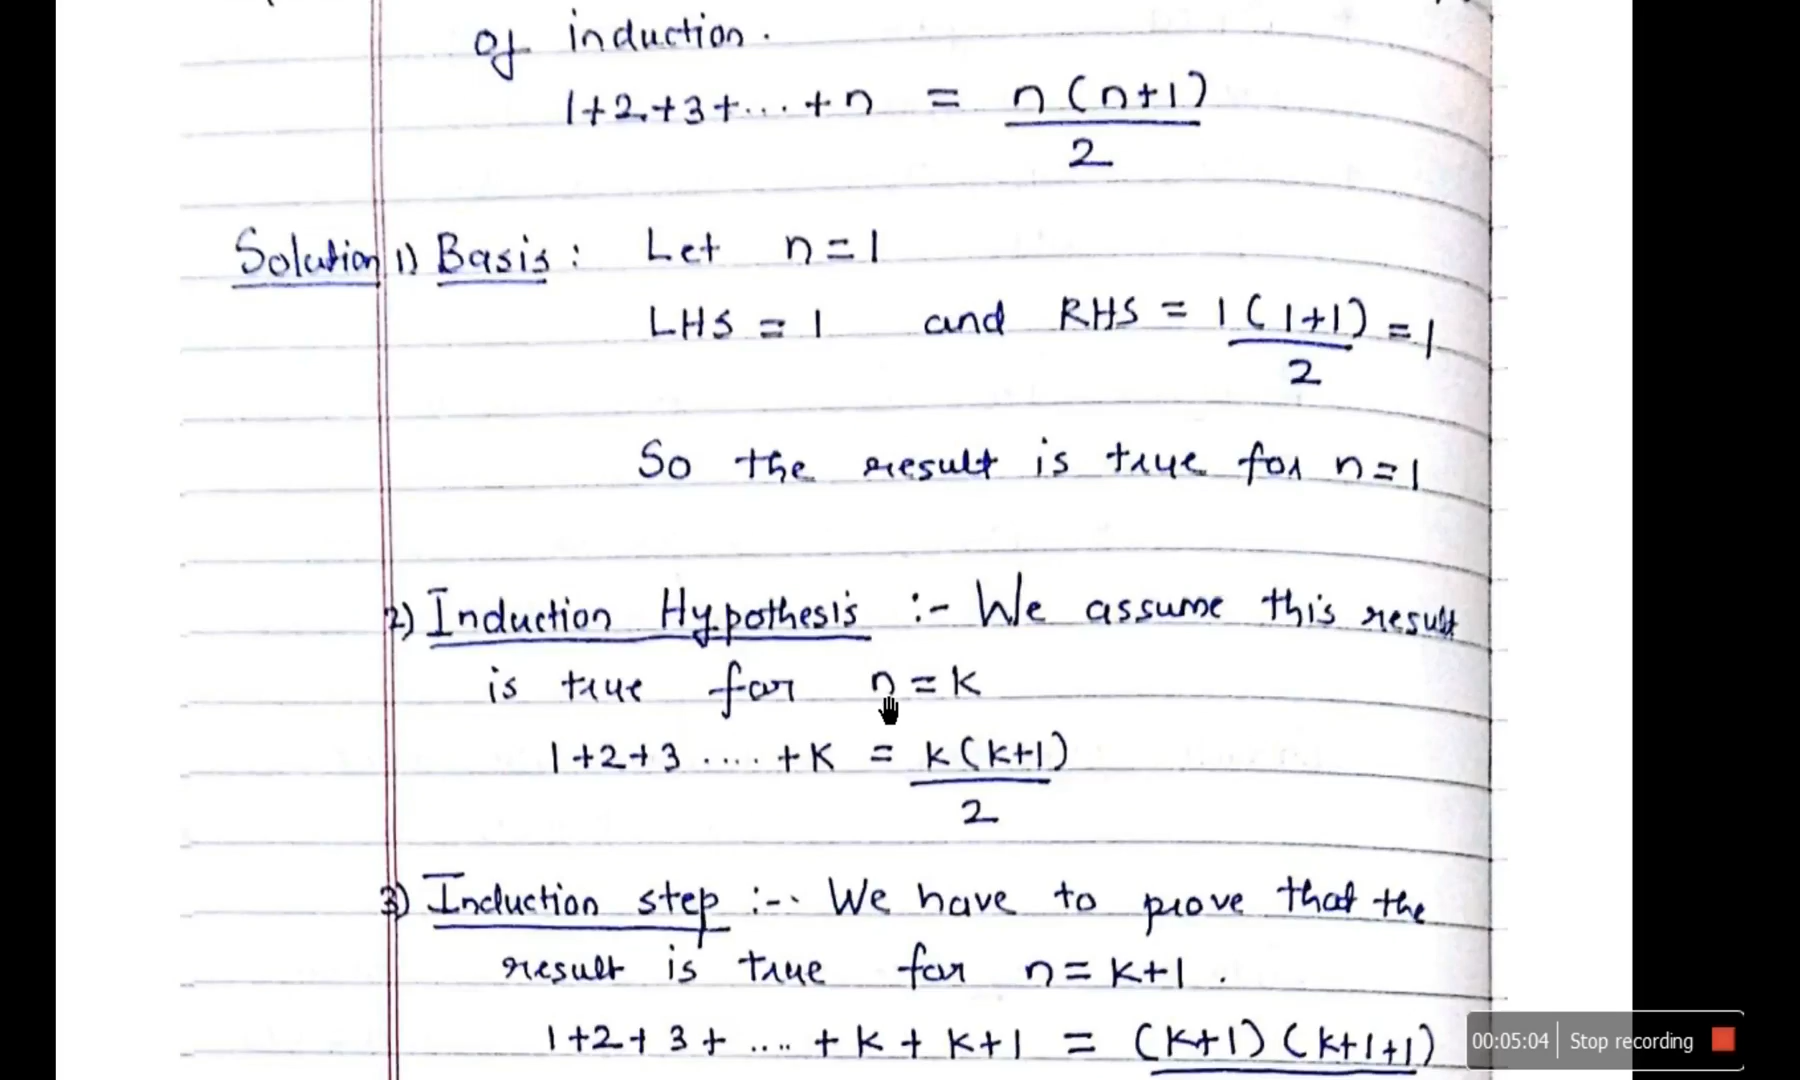 of induction.
1+2+3+...+n = n(n+1)
2
Solution 1) Basis : Let n=1
LHS = 1 and RHS = 1(1+1) = 1
2
So the result is true for n=1
2) Induction Hypothesis :- We assume this result
is true for n=k
1+2+3 .... +k = k(k+1)
2
3) Induction step :-. We have to prove that the
result is true for n=k+1 .
1+2+3+ .... +k + k+1 = (k+1)(k+1+1)
00:05:04 Stop recording